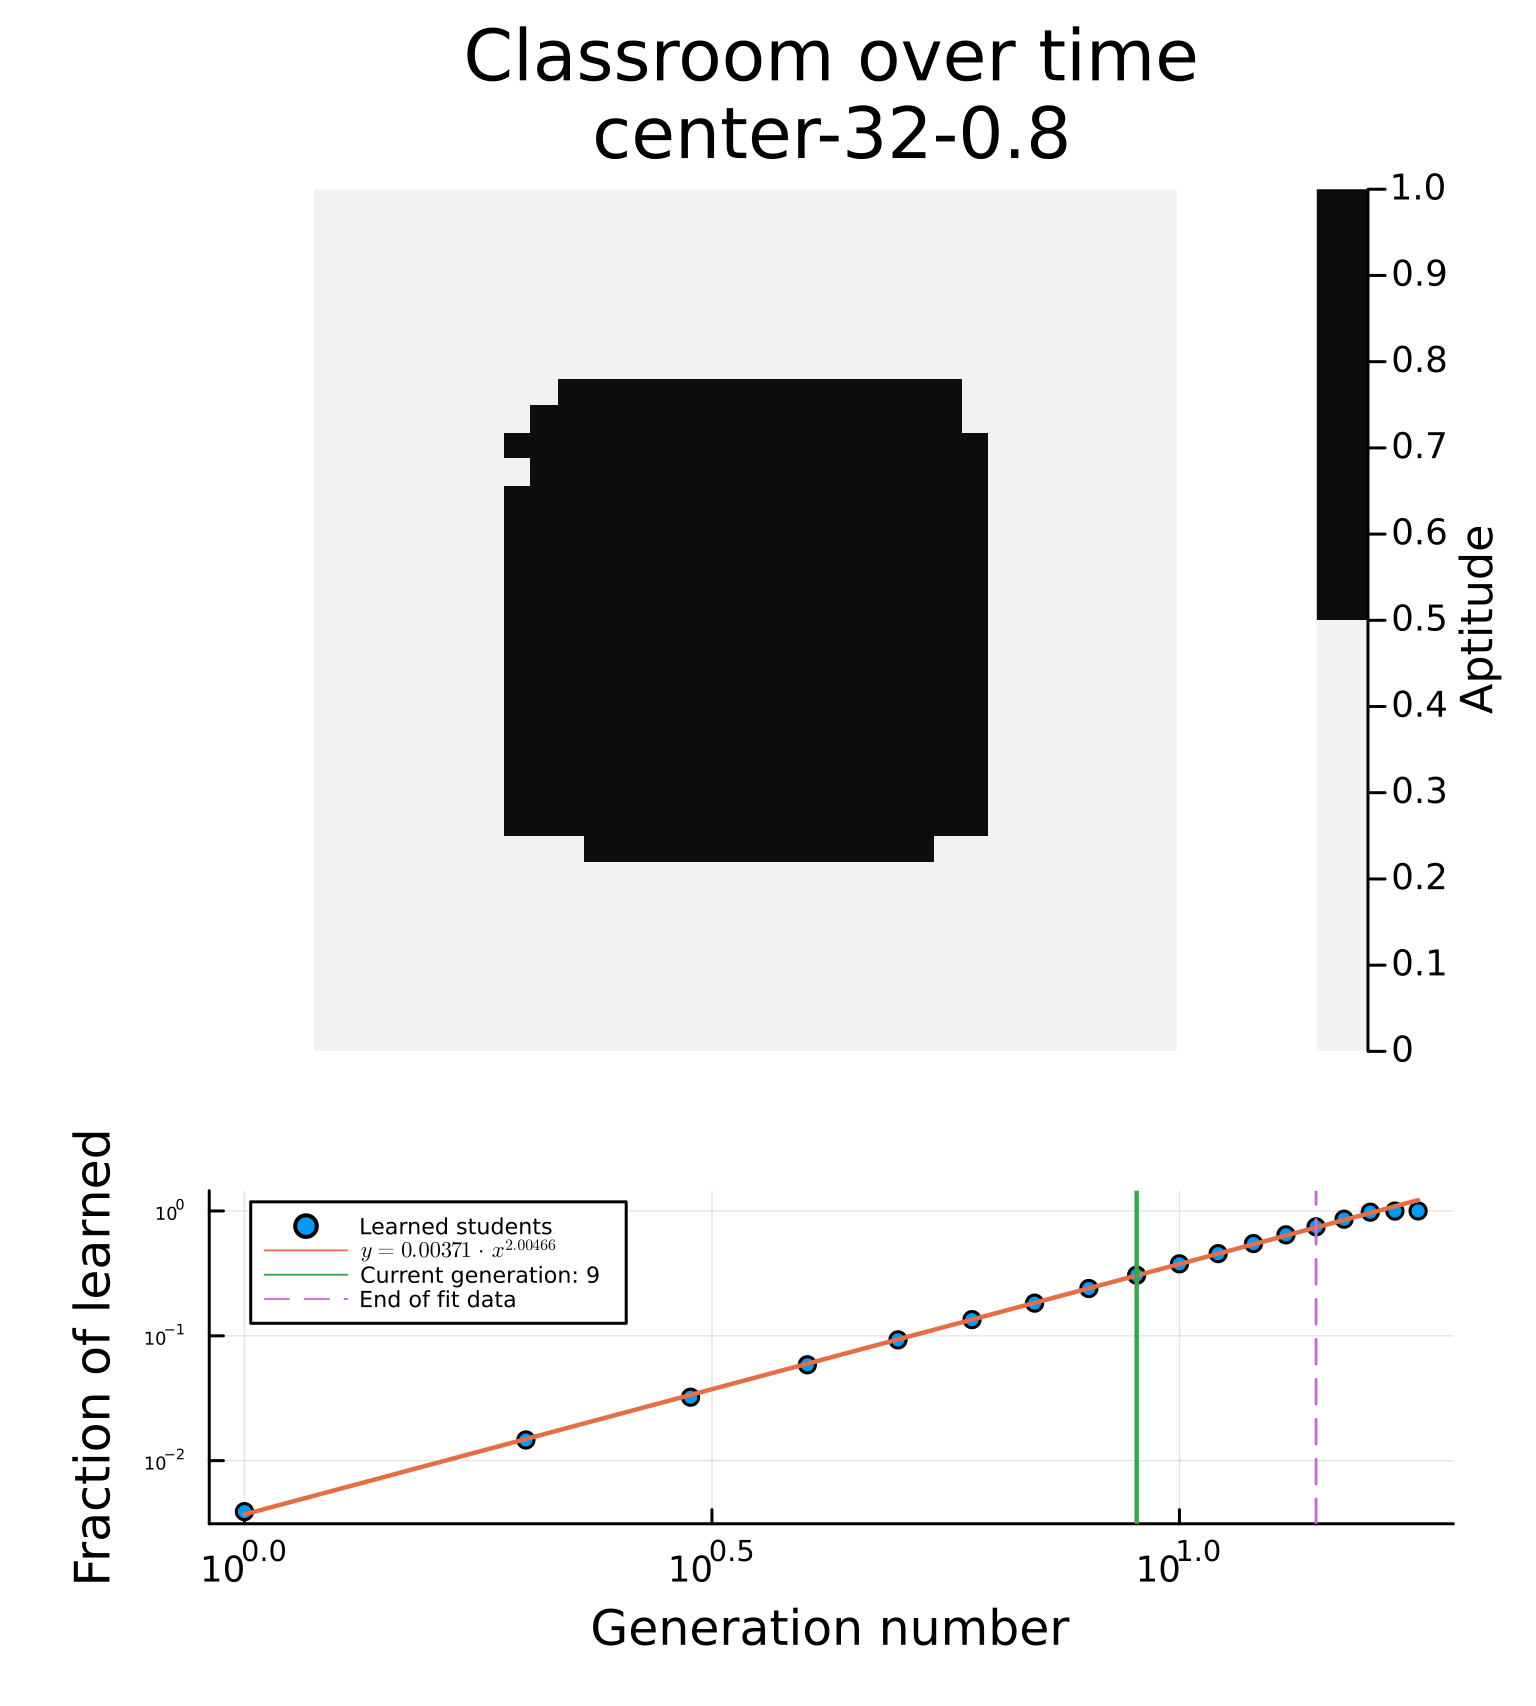 Classroom over time
center-32-0.8
1.0
0.9
0.8
0.7
0.6
0.5
0.4
0.3
0.2
0.1
0
Aptitude
Fraction of learned
10⁰
10⁻¹
10⁻²
Learned students
y = 0.00371 · x^2.00466
Current generation: 9
End of fit data
10^0.0
10^0.5
10^1.0
Generation number